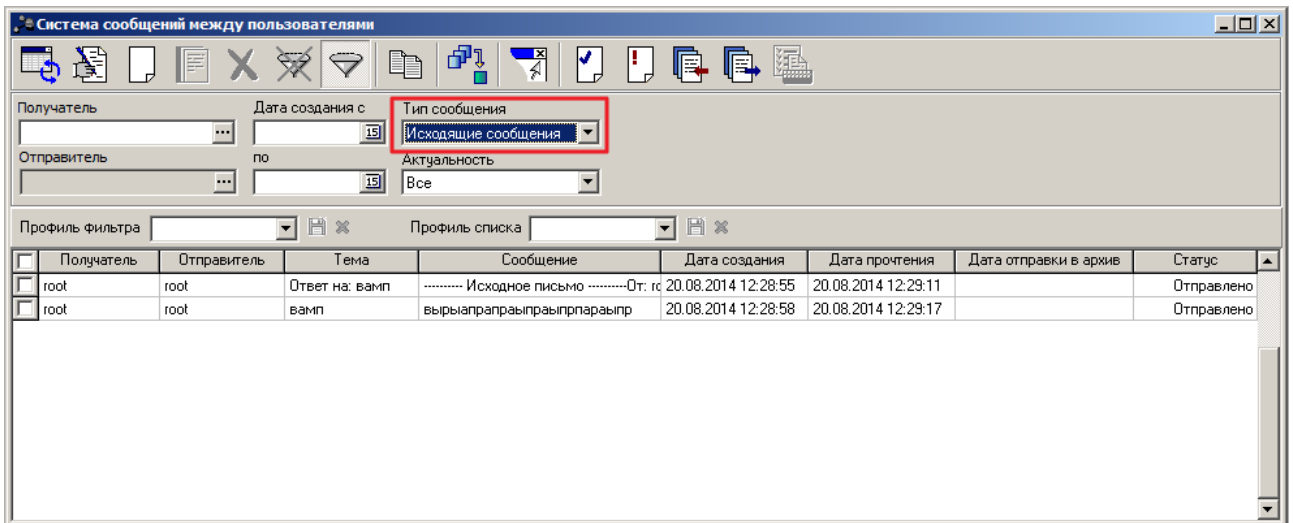 Система сообщений между пользователями
Получатель Дата создания с Тип сообщения
15 Исходящие сообщения
Отправитель по Актуальность
15 Все
Профиль фильтра Профиль списка
Получатель Отправитель Тема Сообщение Дата создания Дата прочтения Дата отправки в архив Статус
root root Ответ на: вамп ---------- Исходное письмо ----------От: rо 20.08.2014 12:28:55 20.08.2014 12:29:11 Отправлено
root root вамп вырыапрапраыпраыпрпараыпр 20.08.2014 12:28:58 20.08.2014 12:29:17 Отправлено